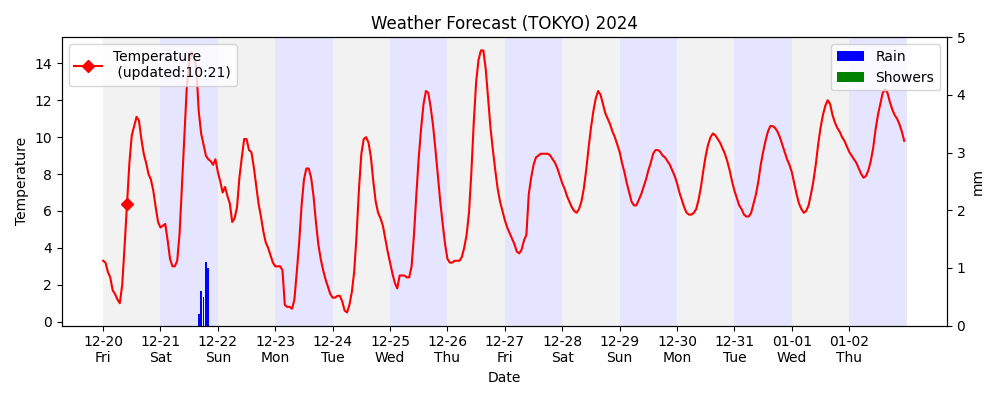 Weather Forecast (TOKYO) 2024
Temperature
(updated:10:21)
Rain
Showers
Temperature
14
12
10
8
6
4
2
0
5
4
3
2
1
0
mm
12-20 12-21 12-22 12-23 12-24 12-25 12-26 12-27 12-28 12-29 12-30 12-31 01-01 01-02
Fri Sat Sun Mon Tue Wed Thu Fri Sat Sun Mon Tue Wed Thu
Date